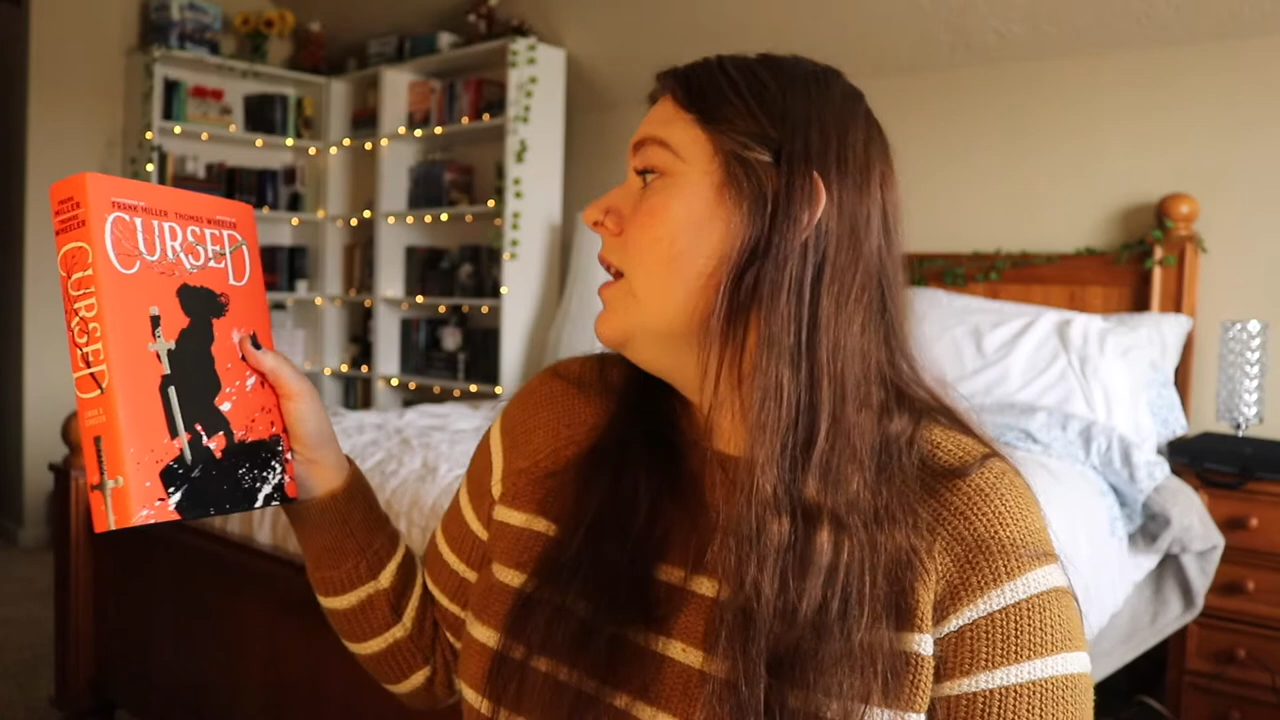 FRANK MILLER THOMAS WHEELER
CURSED
FRANK
MILLER
THOMAS
WHEELER
CURSED